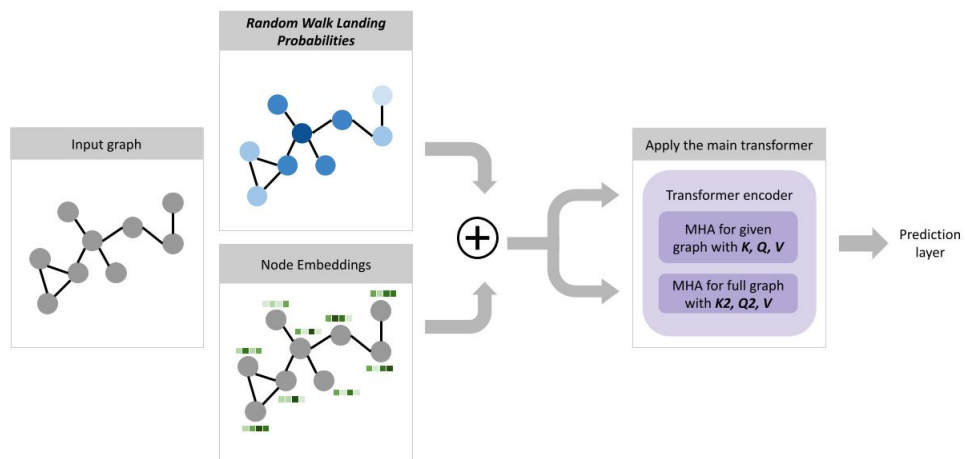 Random Walk Landing
Probabilities
Input graph
Node Embeddings
Apply the main transformer
Transformer encoder
MHA for given
graph with K, Q, V
MHA for full graph
with K2, Q2, V
Prediction
layer